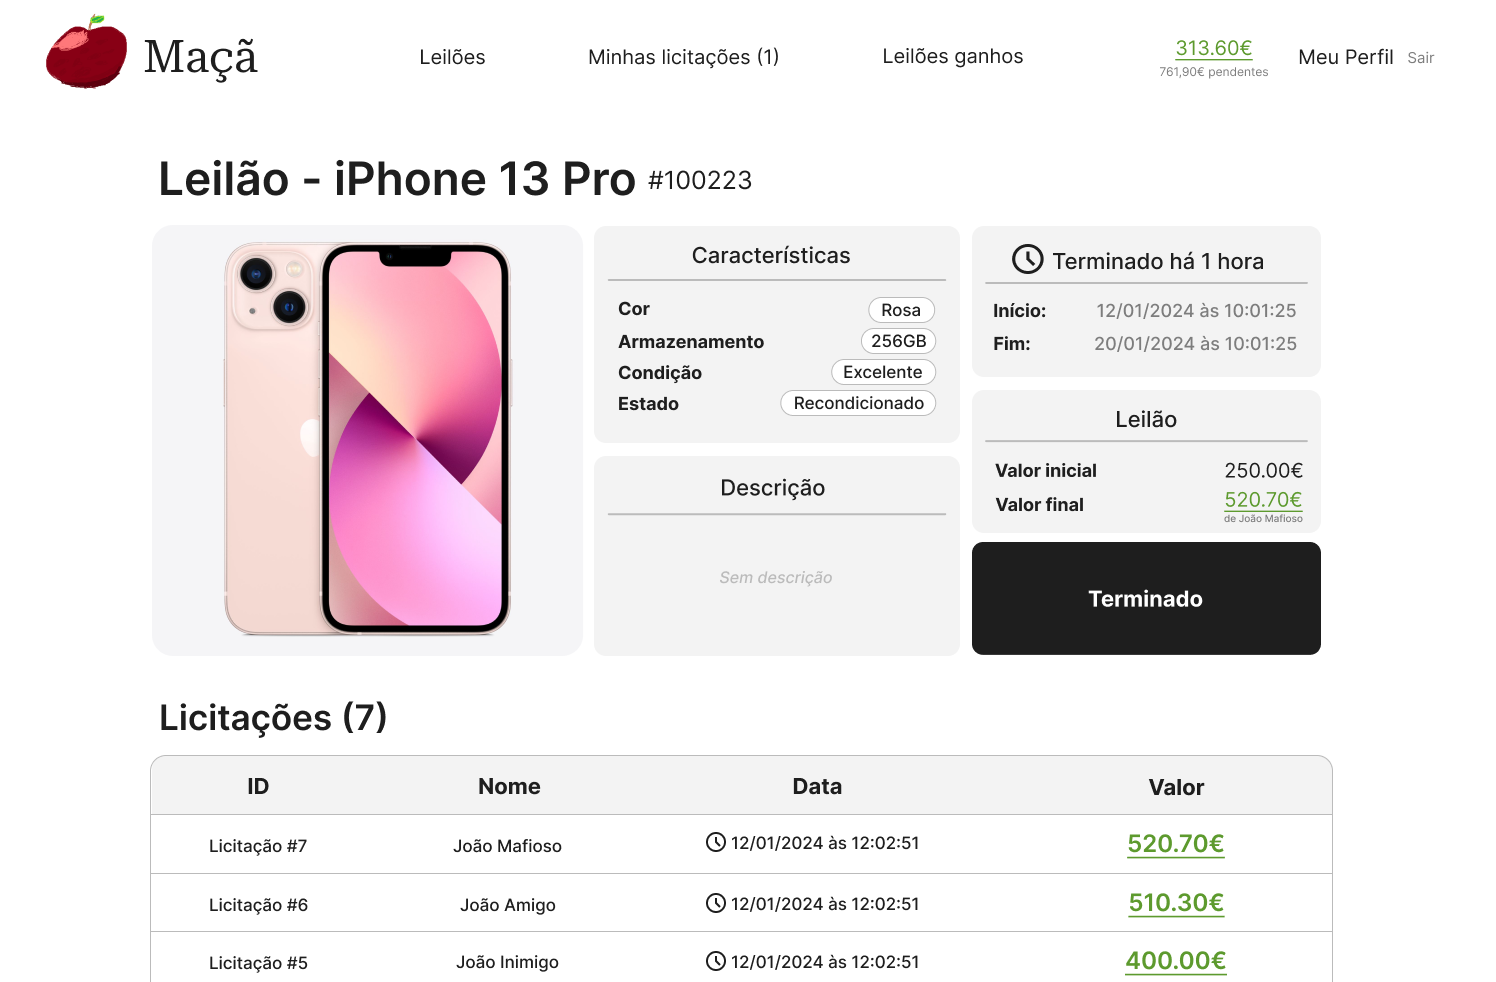 Maçã
Leilões
Minhas licitações (1)
Leilões ganhos
313.60€
761,90€ pendentes
Meu Perfil
Sair
Leilão - iPhone 13 Pro #100223
Características
Cor Rosa
Armazenamento 256GB
Condição Excelente
Estado Recondicionado
Descrição
Sem descrição
Terminado há 1 hora
Início: 12/01/2024 às 10:01:25
Fim: 20/01/2024 às 10:01:25
Leilão
Valor inicial 250.00€
Valor final 520.70€
de João Mafioso
Terminado
Licitações (7)
ID Nome Data Valor
Licitação #7 João Mafioso 12/01/2024 às 12:02:51 520.70€
Licitação #6 João Amigo 12/01/2024 às 12:02:51 510.30€
Licitação #5 João Inimigo 12/01/2024 às 12:02:51 400.00€